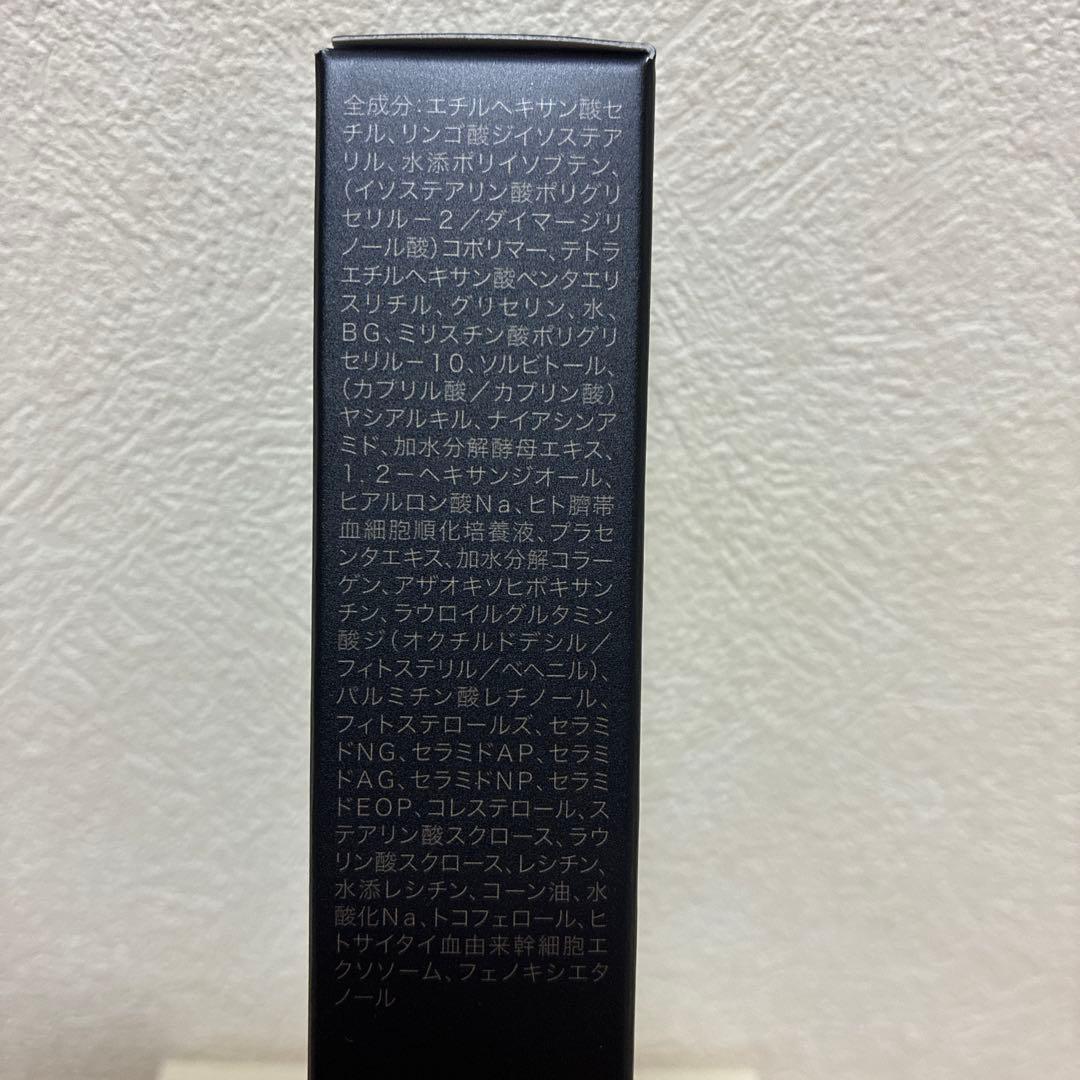 全成分：エチルヘキサン酸セ
チル、リンゴ酸ジイソステア
リル、水添ポリイソブテン、
（イソステアリン酸ポリグリ
セリル－２／ダイマージリ
ノール酸）コポリマー、テトラ
エチルヘキサン酸ペンタエリ
スリチル、グリセリン、水、
BG、ミリスチン酸ポリグリ
セリル－10、ソルビトール、
（カプリル酸／カプリン酸）
ヤシアルキル、ナイアシンア
ミド、加水分解酵母エキス、
1，2－ヘキサンジオール、
ヒアルロン酸Na、ヒト臍帯
血細胞順化培養液、プラセ
ンタエキス、加水分解コラー
ゲン、アザオキソヒポキサン
チン、ラウロイルグルタミン
酸ジ（オクチルドデシル／
フィトステリル／ベヘニル）、
パルミチン酸レチノール、
フィトステロールズ、セラミ
ドNG、セラミドAP、セラミ
ドAG、セラミドNP、セラミ
ドEOP、コレステロール、ス
テアリン酸スクロース、ラウ
リン酸スクロース、レシチン、
水添レシチン、コーン油、水
酸化Na、トコフェロール、ヒ
トサイタイ血由来幹細胞エ
クソソーム、フェノキシエタ
ノール